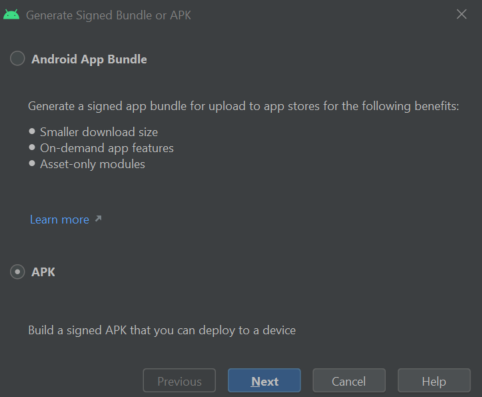 Generate Signed Bundle or APK
Android App Bundle
Generate a signed app bundle for upload to app stores for the following benefits:
Smaller download size
On-demand app features
Asset-only modules
Learn more
APK
Build a signed APK that you can deploy to a device
Previous Next Cancel Help